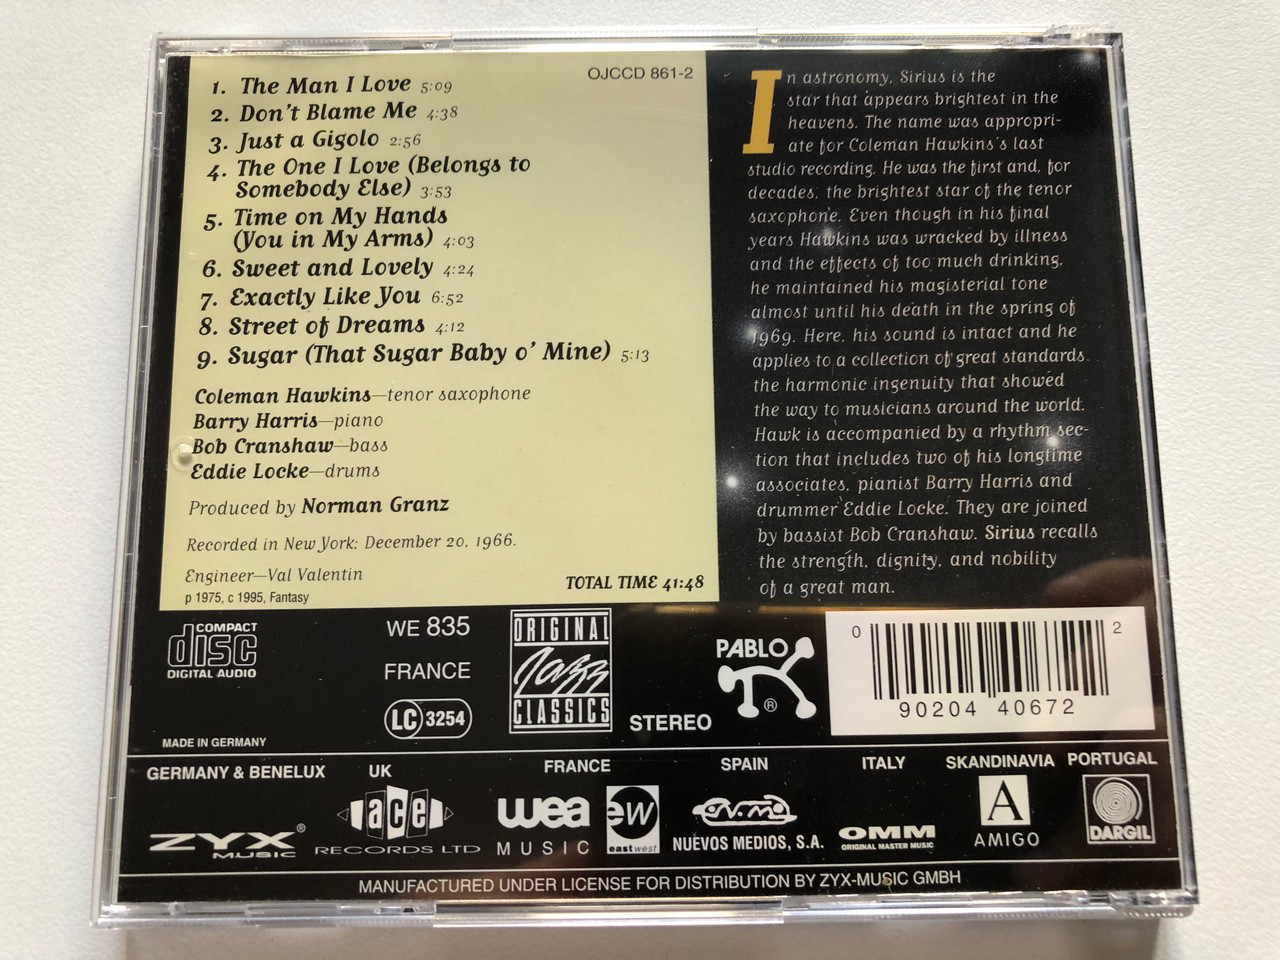 OJCCD 861-2
1. The Man I Love 5:09
2. Don't Blame Me 4:38
3. Just a Gigolo 2:56
4. The One I Love (Belongs to
Somebody Else) 3:53
5. Time on My Hands
(You in My Arms) 4:03
6. Sweet and Lovely 4:24
7. Exactly Like You 6:52
8. Street of Dreams 4:12
9. Sugar (That Sugar Baby o' Mine) 5:13
Coleman Hawkins—tenor saxophone
Barry Harris—piano
Bob Cranshaw—bass
Eddie Locke—drums
Produced by Norman Granz
Recorded in New York; December 20, 1966.
Engineer—Val Valentin
p 1975, c 1995, Fantasy
TOTAL TIME 41:48
In astronomy, Sirius is the
star that appears brightest in the
heavens. The name was appropri-
ate for Coleman Hawkins's last
studio recording. He was the first and, for
decades, the brightest star of the tenor
saxophone. Even though in his final
years Hawkins was wracked by illness
and the effects of too much drinking,
he maintained his magisterial tone
almost until his death in the spring of
1969. Here, his sound is intact and he
applies to a collection of great standards
the harmonic ingenuity that showed
the way to musicians around the world.
Hawk is accompanied by a rhythm sec-
tion that includes two of his longtime
associates, pianist Barry Harris and
drummer Eddie Locke. They are joined
by bassist Bob Cranshaw. Sirius recalls
the strength, dignity, and nobility
of a great man.
COMPACT
disc
DIGITAL AUDIO
MADE IN GERMANY
WE 835
FRANCE
LC 3254
ORIGINAL
Jazz
CLASSICS
STEREO
PABLO
®
0 90204 40672 2
GERMANY & BENELUX
UK
FRANCE
SPAIN
ITALY
SKANDINAVIA
PORTUGAL
ZYX ®
MUSIC
ace
RECORDS LTD
wea
MUSIC
ew
eastwest
NUEVOS MEDIOS, S.A.
OMM
ORIGINAL MASTER MUSIC
A
AMIGO
DARGIL
MANUFACTURED UNDER LICENSE FOR DISTRIBUTION BY ZYX-MUSIC GMBH